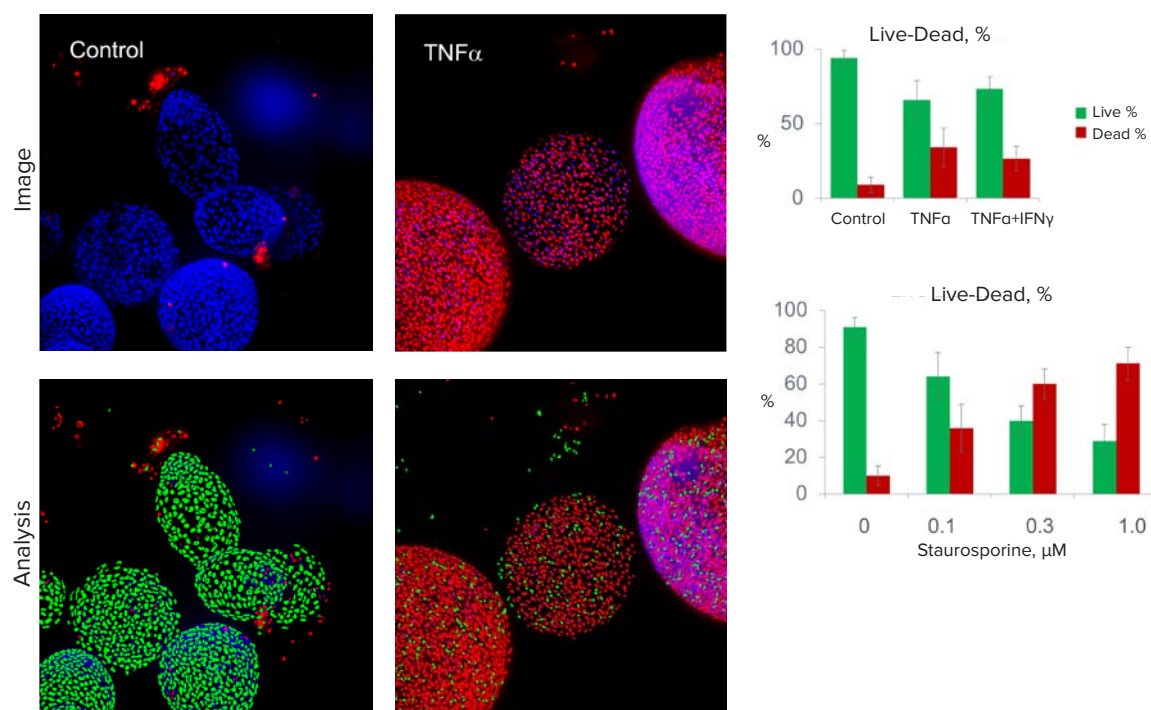 Control
TNFα
Image
Analysis
Live-Dead, %
100
50
0
%
Control
TNFα
TNFα+IFNγ
Live %
Dead %
Live-Dead, %
100
80
60
40
20
0
%
0
0.1
0.3
1.0
Staurosporine, µM